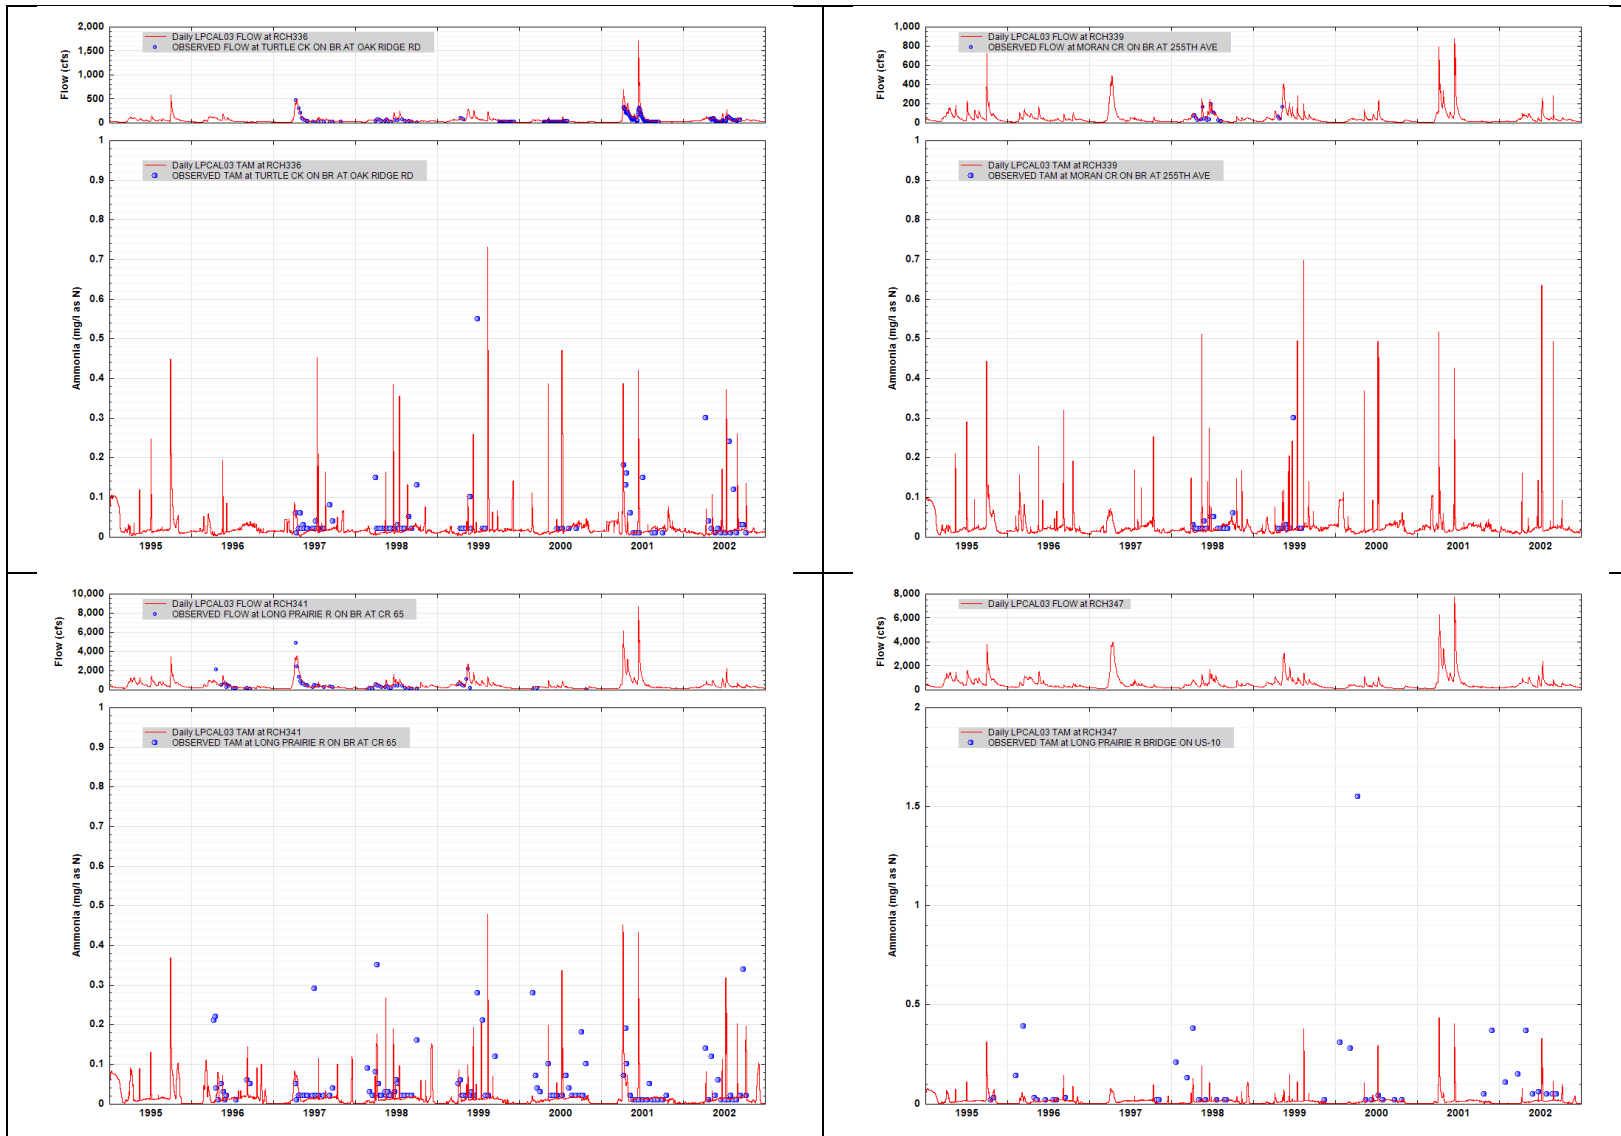 2,000
1,500
1,000
500
0
Flow (cfs)
Daily LPCAL03 FLOW at RCH336
OBSERVED FLOW at TURTLE CK ON BR AT OAK RIDGE RD
1
0.9
0.8
0.7
0.6
0.5
0.4
0.3
0.2
0.1
0
Ammonia (mg/l as N)
Daily LPCAL03 TAM at RCH336
OBSERVED TAM at TURTLE CK ON BR AT OAK RIDGE RD
1995 1996 1997 1998 1999 2000 2001 2002
1,000
800
600
400
200
0
Flow (cfs)
Daily LPCAL03 FLOW at RCH339
OBSERVED FLOW at MORAN CR ON BR AT 255TH AVE
1
0.9
0.8
0.7
0.6
0.5
0.4
0.3
0.2
0.1
0
Ammonia (mg/l as N)
Daily LPCAL03 TAM at RCH339
OBSERVED TAM at MORAN CR ON BR AT 255TH AVE
1995 1996 1997 1998 1999 2000 2001 2002
10,000
8,000
6,000
4,000
2,000
0
Flow (cfs)
Daily LPCAL03 FLOW at RCH341
OBSERVED FLOW at LONG PRAIRIE R ON BR AT CR 65
1
0.9
0.8
0.7
0.6
0.5
0.4
0.3
0.2
0.1
0
Ammonia (mg/l as N)
Daily LPCAL03 TAM at RCH341
OBSERVED TAM at LONG PRAIRIE R ON BR AT CR 65
1995 1996 1997 1998 1999 2000 2001 2002
8,000
6,000
4,000
2,000
0
Flow (cfs)
Daily LPCAL03 FLOW at RCH347
2
1.5
1
0.5
0
Ammonia (mg/l as N)
Daily LPCAL03 TAM at RCH347
OBSERVED TAM at LONG PRAIRIE R BRIDGE ON US-10
1995 1996 1997 1998 1999 2000 2001 2002